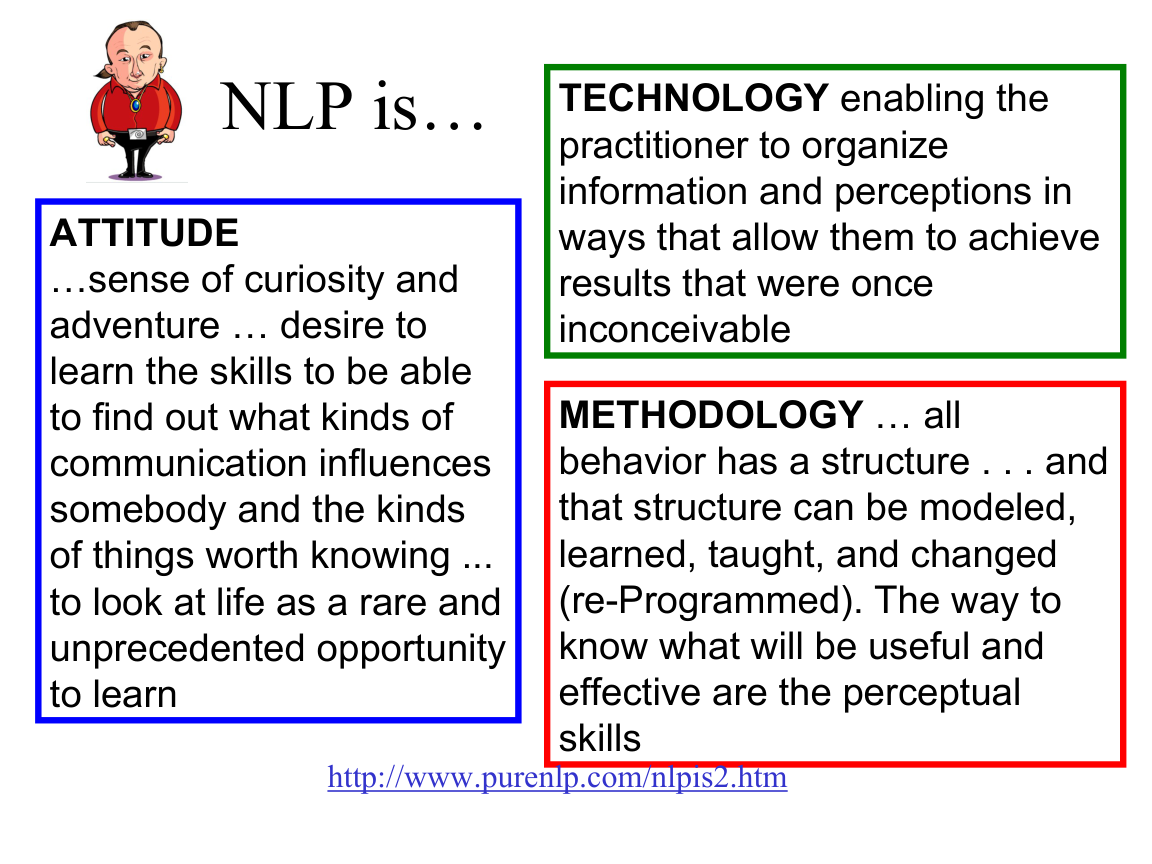 NLP is…
ATTITUDE
…sense of curiosity and
adventure … desire to
learn the skills to be able
to find out what kinds of
communication influences
somebody and the kinds
of things worth knowing ...
to look at life as a rare and
unprecedented opportunity
to learn
TECHNOLOGY enabling the
practitioner to organize
information and perceptions in
ways that allow them to achieve
results that were once
inconceivable
METHODOLOGY … all
behavior has a structure . . . and
that structure can be modeled,
learned, taught, and changed
(re-Programmed). The way to
know what will be useful and
effective are the perceptual
skills
http://www.purenlp.com/nlpis2.htm